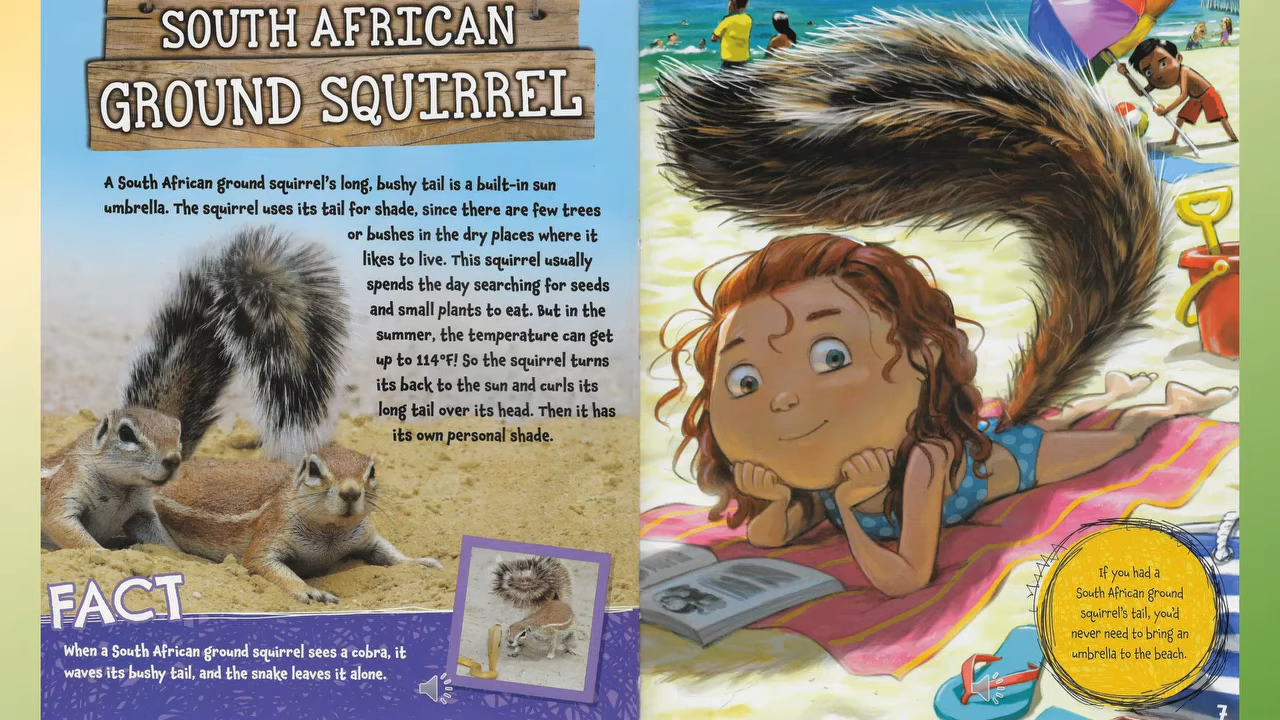 SOUTH AFRICAN
GROUND SQUIRREL
A South African ground squirrel's long, bushy tail is a built-in sun
umbrella. The squirrel uses its tail for shade, since there are few trees
or bushes in the dry places where it
likes to live. This squirrel usually
spends the day searching for seeds
and small plants to eat. But in the
summer, the temperature can get
up to 114°F! So the squirrel turns
its back to the sun and curls its
long tail over its head. Then it has
its own personal shade.
FACT
When a South African ground squirrel sees a cobra, it
waves its bushy tail, and the snake leaves it alone.
If you had a
South African ground
squirrel's tail, you'd
never need to bring an
umbrella to the beach.
7